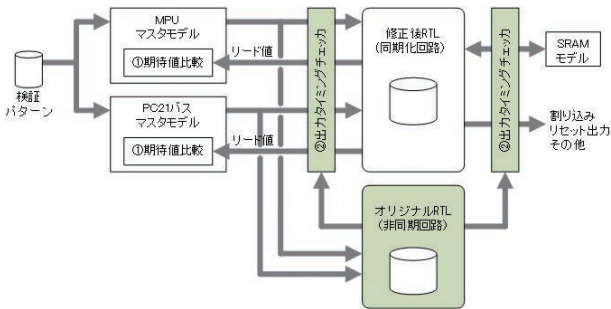 検証
パターン
MPU
マスタモデル
①期待値比較
PC21バス
マスタモデル
①期待値比較
リード値
リード値
②出力タイミングチェッカ
修正後RTL
(同期化回路)
オリジナルRTL
(非同期回路)
②出力タイミングチェッカ
SRAM
モデル
割り込み
リセット出力
その他